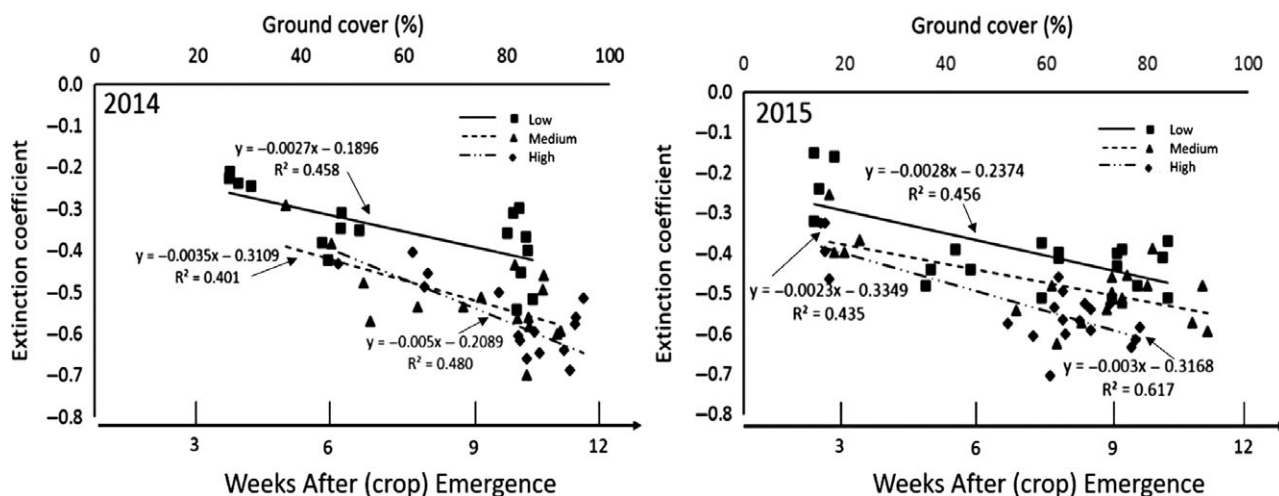 Ground cover (%)
0 20 40 60 80 100
Extinction coefficient
0.0
−0.1
−0.2
−0.3
−0.4
−0.5
−0.6
−0.7
−0.8
2014
Low
Medium
High
y = −0.0027x − 0.1896
R² = 0.458
y = −0.0035x − 0.3109
R² = 0.401
y = −0.005x − 0.2089
R² = 0.480
3 6 9 12
Weeks After (crop) Emergence
Ground cover (%)
0 20 40 60 80 100
Extinction coefficient
0.0
−0.1
−0.2
−0.3
−0.4
−0.5
−0.6
−0.7
−0.8
2015
Low
Medium
High
y = −0.0028x − 0.2374
R² = 0.456
y = −0.0023x − 0.3349
R² = 0.435
y = −0.003x − 0.3168
R² = 0.617
3 6 9 12
Weeks After (crop) Emergence